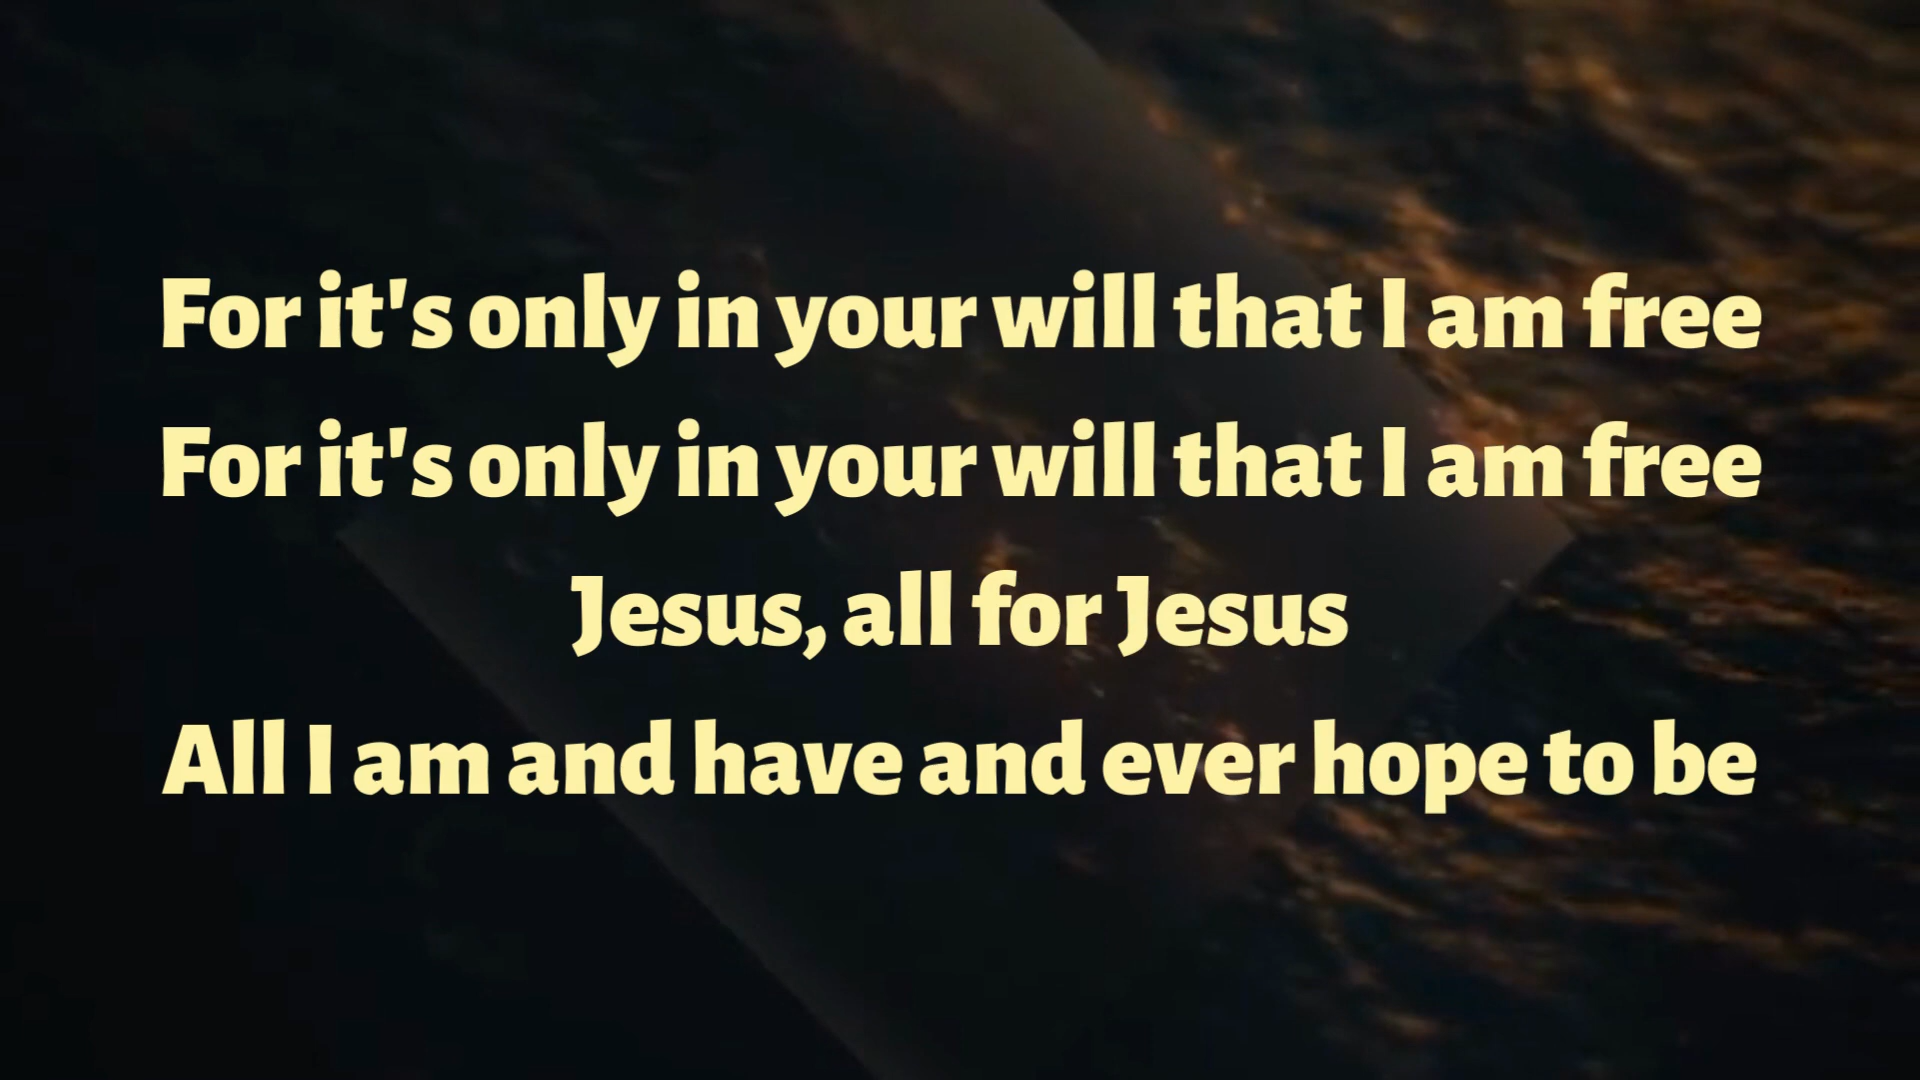 For it's only in your will that I am free
For it's only in your will that I am free
Jesus, all for Jesus
All I am and have and ever hope to be